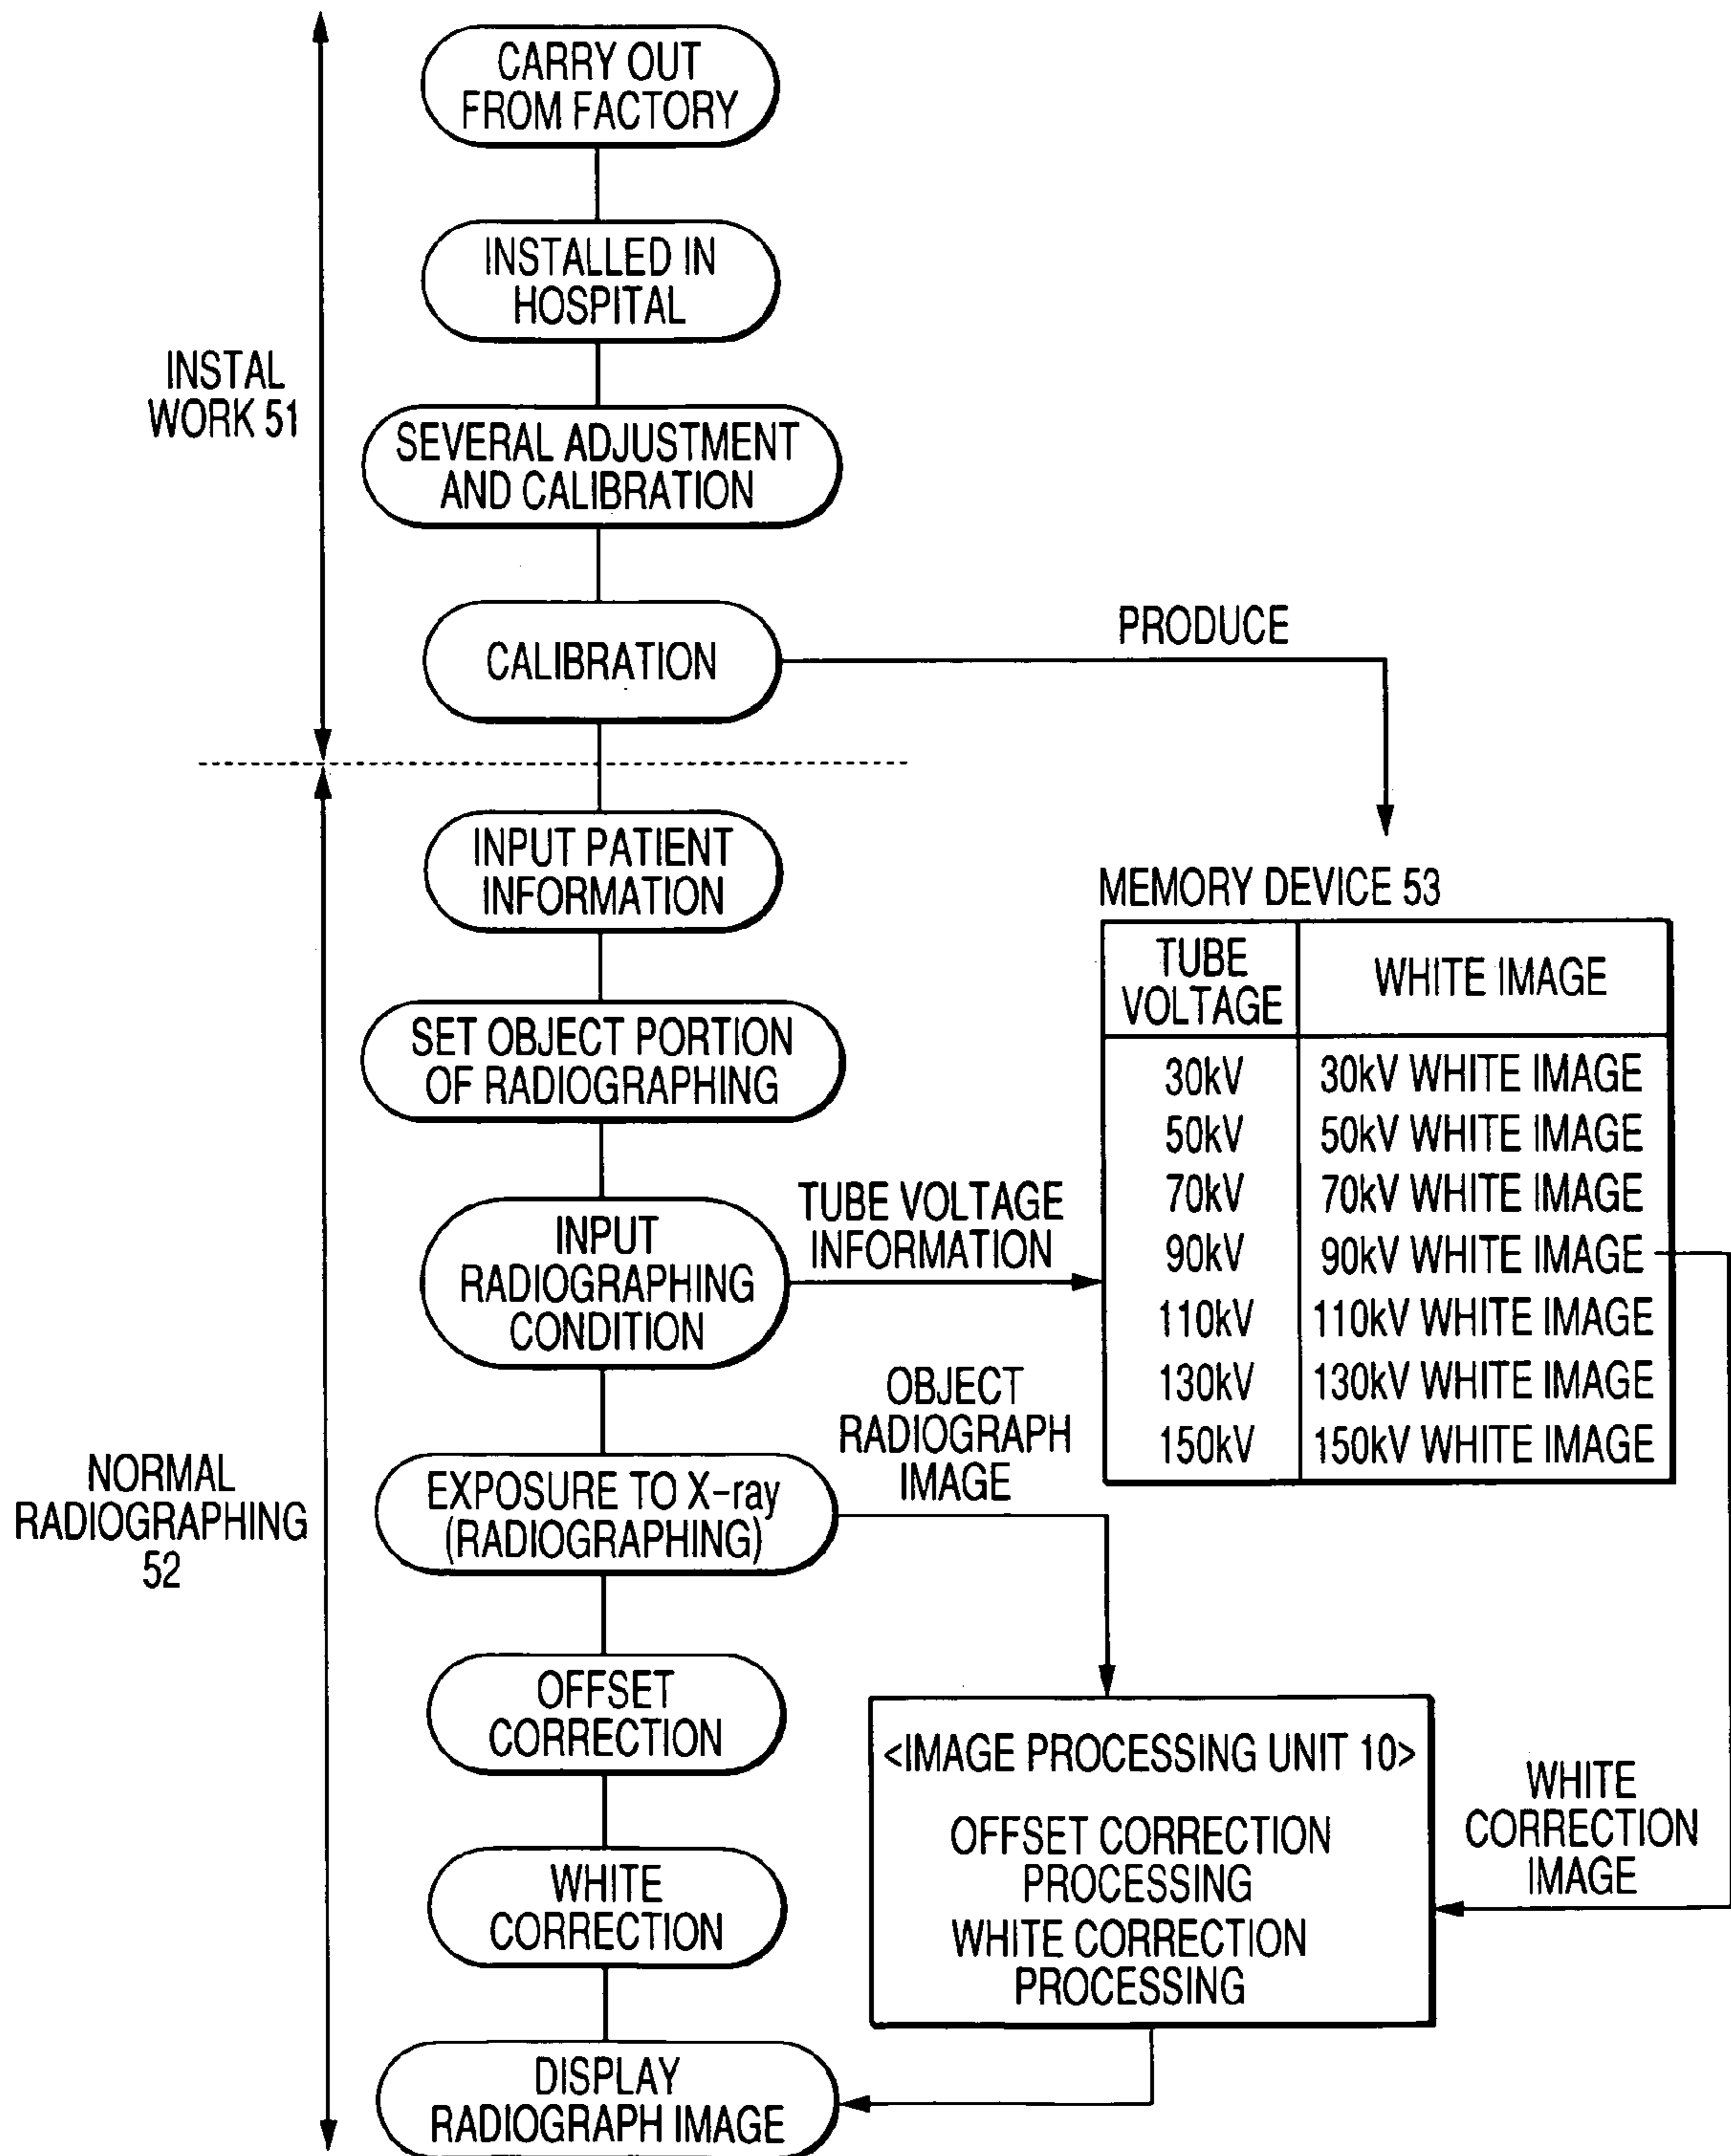 CARRY OUT
FROM FACTORY
INSTALLED IN
HOSPITAL
INSTAL
WORK 51
SEVERAL ADJUSTMENT
AND CALIBRATION
CALIBRATION
PRODUCE
INPUT PATIENT
INFORMATION
MEMORY DEVICE 53
TUBE
VOLTAGE
WHITE IMAGE
30kV 30kV WHITE IMAGE
50kV 50kV WHITE IMAGE
70kV 70kV WHITE IMAGE
90kV 90kV WHITE IMAGE
110kV 110kV WHITE IMAGE
130kV 130kV WHITE IMAGE
150kV 150kV WHITE IMAGE
SET OBJECT PORTION
OF RADIOGRAPHING
INPUT
RADIOGRAPHING
CONDITION
TUBE VOLTAGE
INFORMATION
OBJECT
RADIOGRAPH
IMAGE
NORMAL
RADIOGRAPHING
52
EXPOSURE TO X-ray
(RADIOGRAPHING)
OFFSET
CORRECTION
<IMAGE PROCESSING UNIT 10>
OFFSET CORRECTION
PROCESSING
WHITE CORRECTION
PROCESSING
WHITE
CORRECTION
IMAGE
WHITE
CORRECTION
DISPLAY
RADIOGRAPH IMAGE